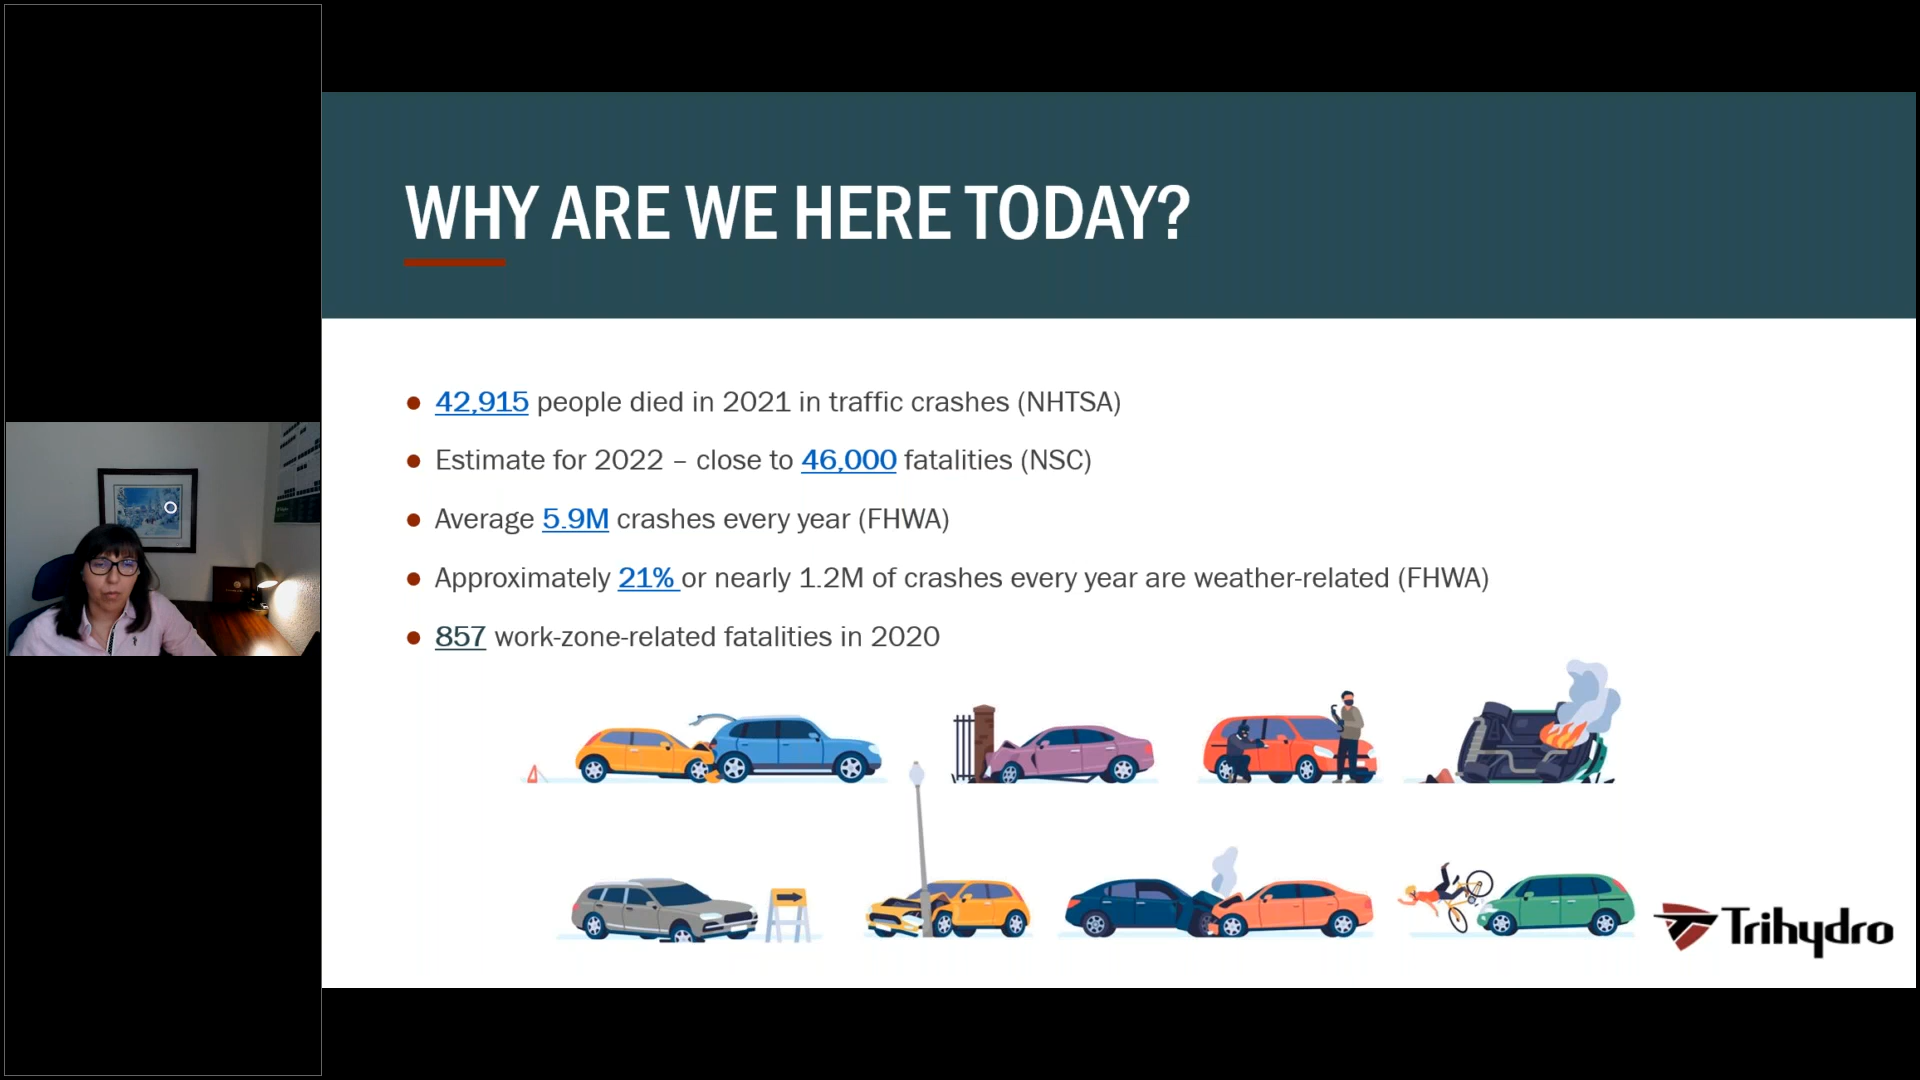 WHY ARE WE HERE TODAY?
42,915 people died in 2021 in traffic crashes (NHTSA)
Estimate for 2022 – close to 46,000 fatalities (NSC)
Average 5.9M crashes every year (FHWA)
Approximately 21% or nearly 1.2M of crashes every year are weather-related (FHWA)
857 work-zone-related fatalities in 2020
Trihydro